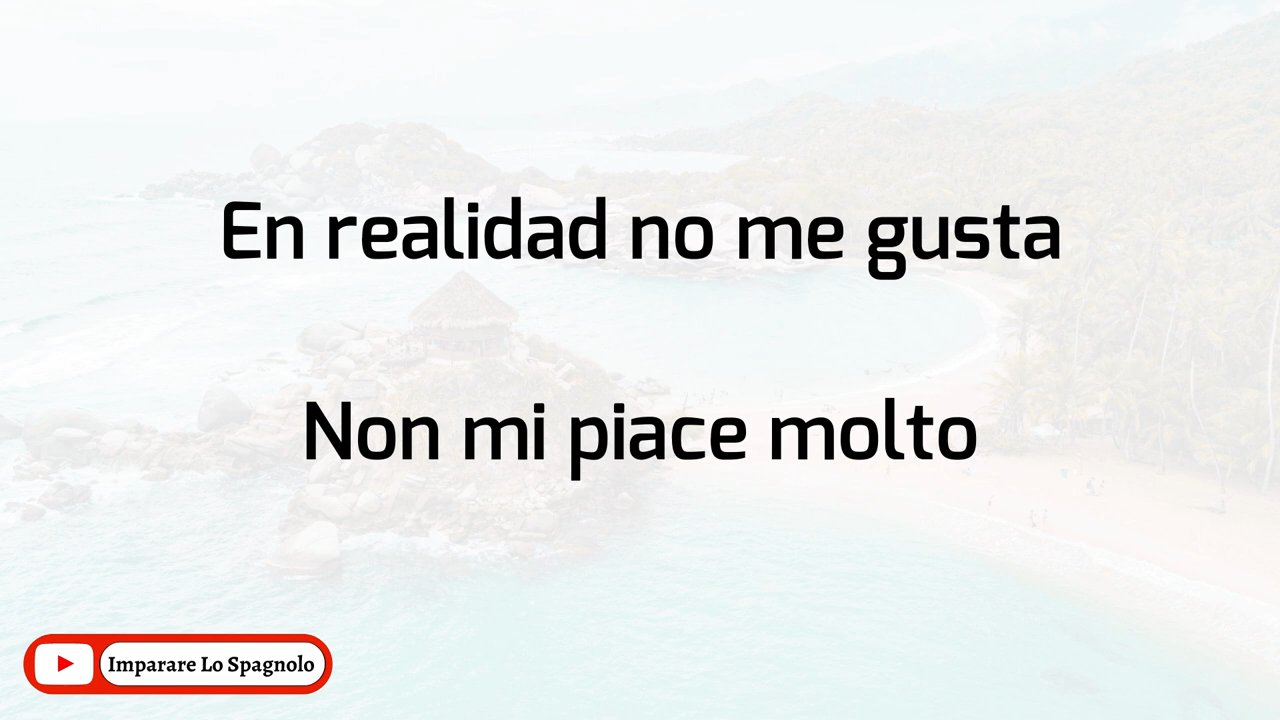 En realidad no me gusta
Non mi piace molto
Imparare Lo Spagnolo